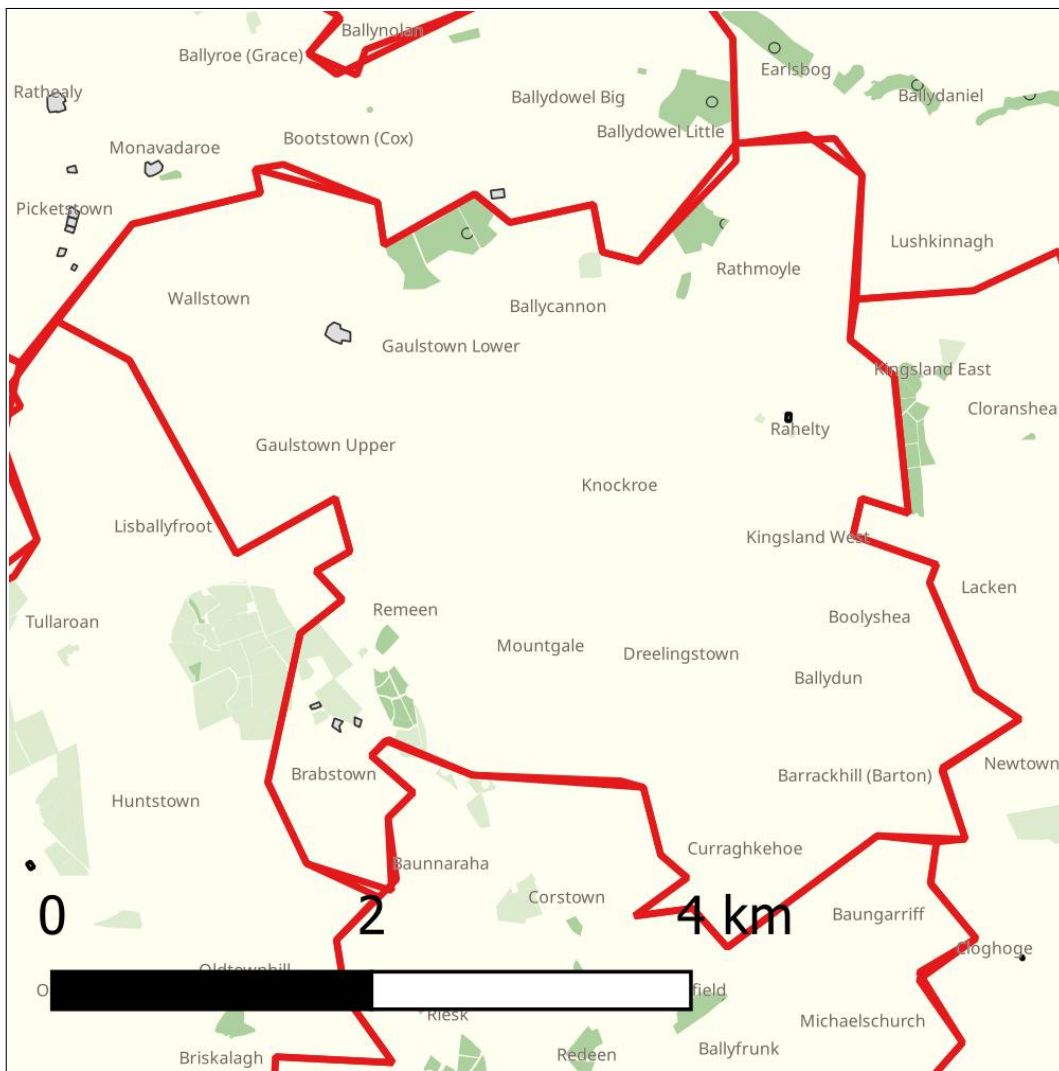 Ballynolan
Ballyroe (Grace)
Earlsbog
Rathealy
Ballydowel Big
Ballydaniel
Ballydowel Little
Bootstown (Cox)
Monavadaroe
Picketstown
Lushkinnagh
Rathmoyle
Wallstown
Ballycannon
Gaulstown Lower
Kingsland East
Cloranshea
Rahelty
Gaulstown Upper
Knockroe
Lisballyfroot
Kingsland West
Lacken
Remeen
Boolyshea
Tullaroan
Mountgale
Dreelingstown
Ballydun
Newtown
Brabstown
Barrackhill (Barton)
Huntstown
Curraghkehoe
Baunnaraha
Corstown
0 2 4 km
Baungarriff
Cloghoge
Oldtownhill
O
field
Riesk
Michaelschurch
Ballyfrunk
Redeen
Briskalagh